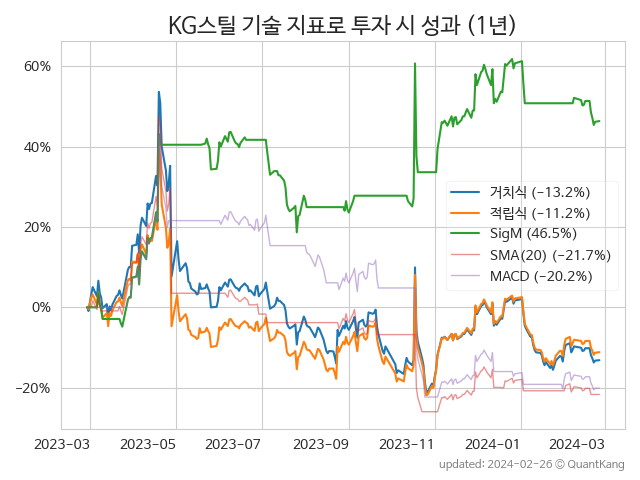 KG스틸 기술 지표로 투자 시 성과 (1년)
60%
40%
20%
0%
−20%
거치식 (−13.2%)
적립식 (−11.2%)
SigM (46.5%)
SMA(20) (−21.7%)
MACD (−20.2%)
2023-03 2023-05 2023-07 2023-09 2023-11 2024-01 2024-03
updated: 2024-02-26 © QuantKang